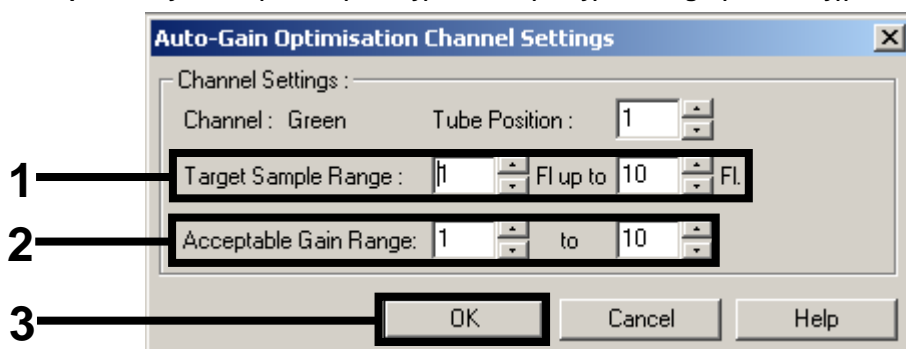 Auto-Gain Optimisation Channel Settings
Channel Settings :
Channel : Green Tube Position : 1
1 Target Sample Range : 1 Fl up to 10 Fl.
2 Acceptable Gain Range: 1 to 10
3 OK Cancel Help